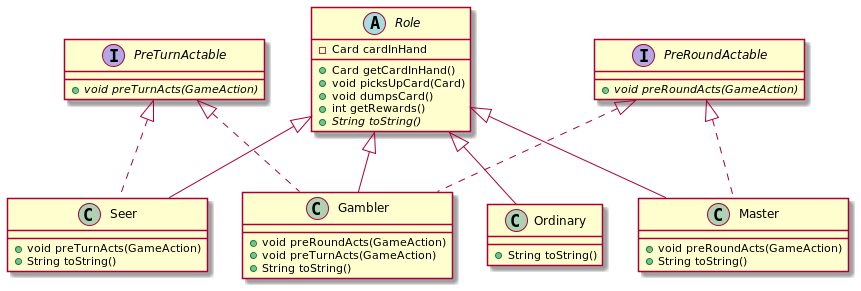 I PreTurnActable
void preTurnActs(GameAction)
A Role
Card cardInHand
Card getCardInHand()
void picksUpCard(Card)
void dumpsCard()
int getRewards()
String toString()
I PreRoundActable
void preRoundActs(GameAction)
C Seer
void preTurnActs(GameAction)
String toString()
C Gambler
void preRoundActs(GameAction)
void preTurnActs(GameAction)
String toString()
C Ordinary
String toString()
C Master
void preRoundActs(GameAction)
String toString()